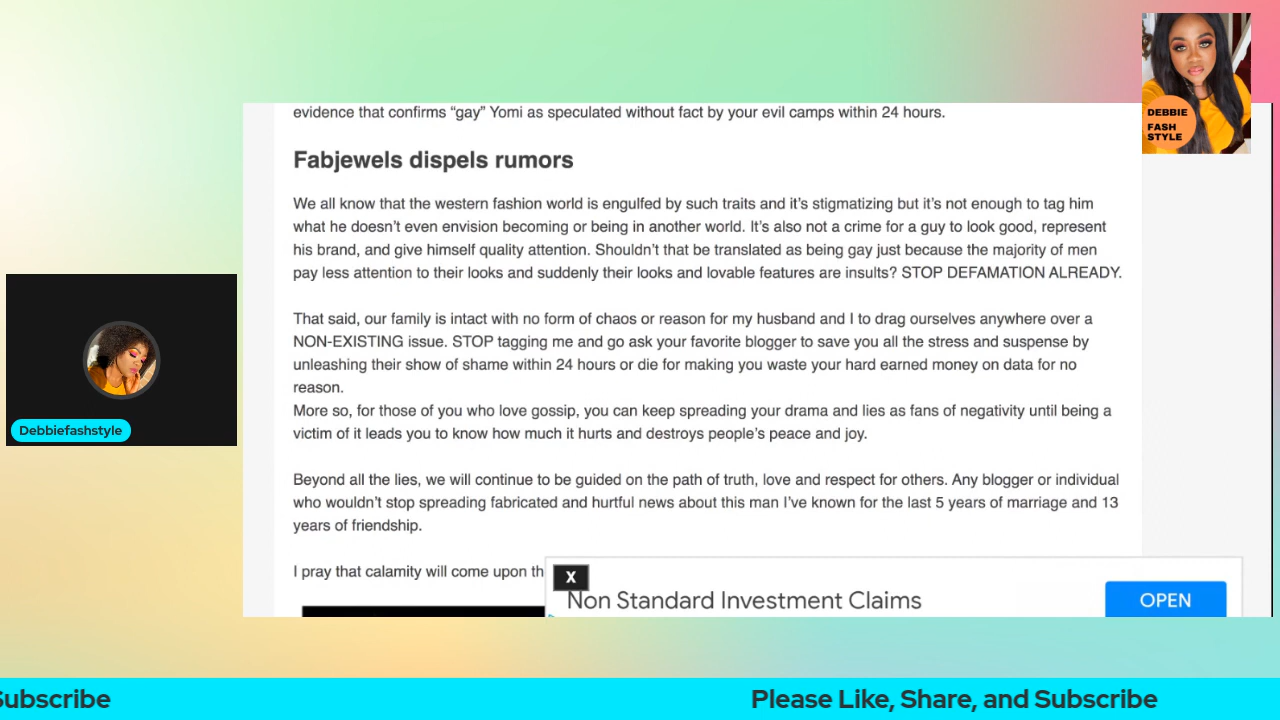 DEBBIE
FASH
STYLE
evidence that confirms “gay” Yomi as speculated without fact by your evil camps within 24 hours.
Fabjewels dispels rumors
We all know that the western fashion world is engulfed by such traits and it’s stigmatizing but it’s not enough to tag him
what he doesn’t even envision becoming or being in another world. It’s also not a crime for a guy to look good, represent
his brand, and give himself quality attention. Shouldn’t that be translated as being gay just because the majority of men
pay less attention to their looks and suddenly their looks and lovable features are insults? STOP DEFAMATION ALREADY.
That said, our family is intact with no form of chaos or reason for my husband and I to drag ourselves anywhere over a
NON-EXISTING issue. STOP tagging me and go ask your favorite blogger to save you all the stress and suspense by
unleashing their show of shame within 24 hours or die for making you waste your hard earned money on data for no
reason.
More so, for those of you who love gossip, you can keep spreading your drama and lies as fans of negativity until being a
victim of it leads you to know how much it hurts and destroys people’s peace and joy.
Beyond all the lies, we will continue to be guided on the path of truth, love and respect for others. Any blogger or individual
who wouldn’t stop spreading fabricated and hurtful news about this man I’ve known for the last 5 years of marriage and 13
years of friendship.
I pray that calamity will come upon th
X
Non Standard Investment Claims
OPEN
Debbiefashstyle
Subscribe
Please Like, Share, and Subscribe